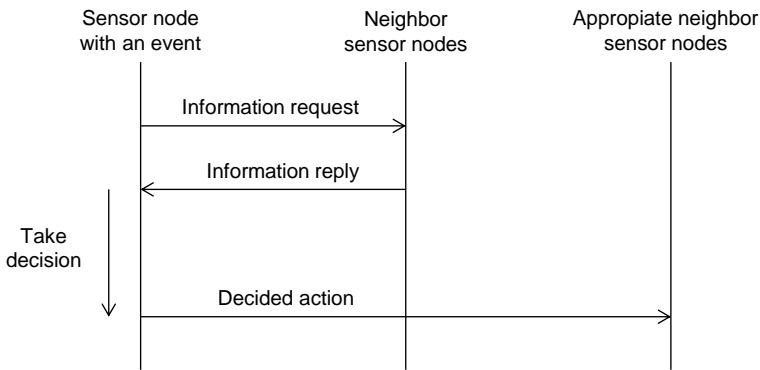 Sensor node
with an event
Neighbor
sensor nodes
Appropiate neighbor
sensor nodes
Information request
Information reply
Take
decision
Decided action